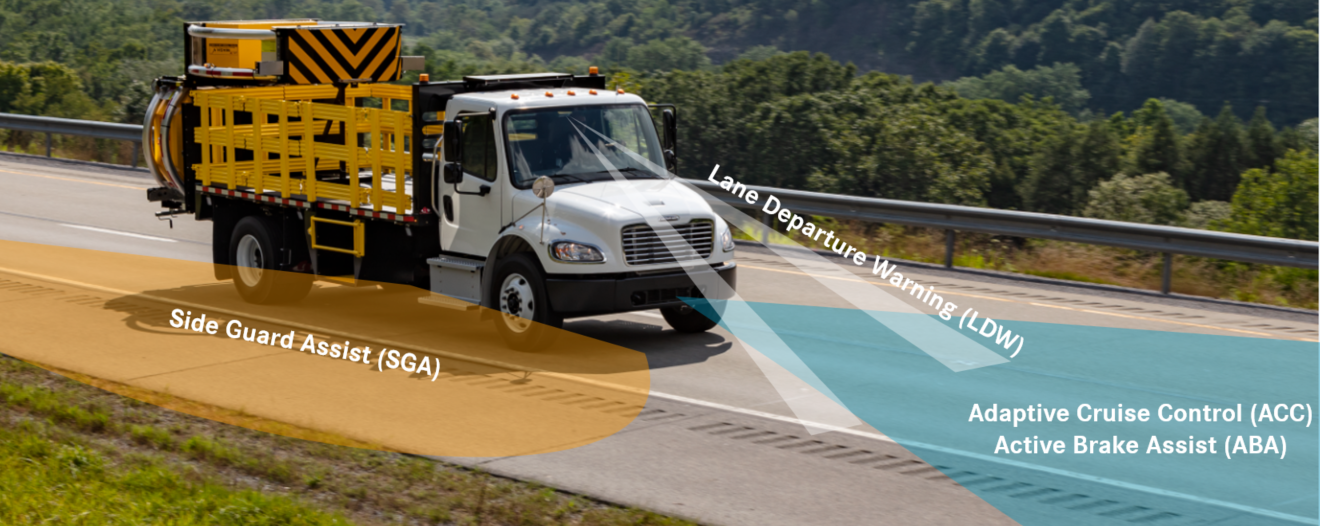 Lane Departure Warning (LDW)
Side Guard Assist (SGA)
Adaptive Cruise Control (ACC)
Active Brake Assist (ABA)